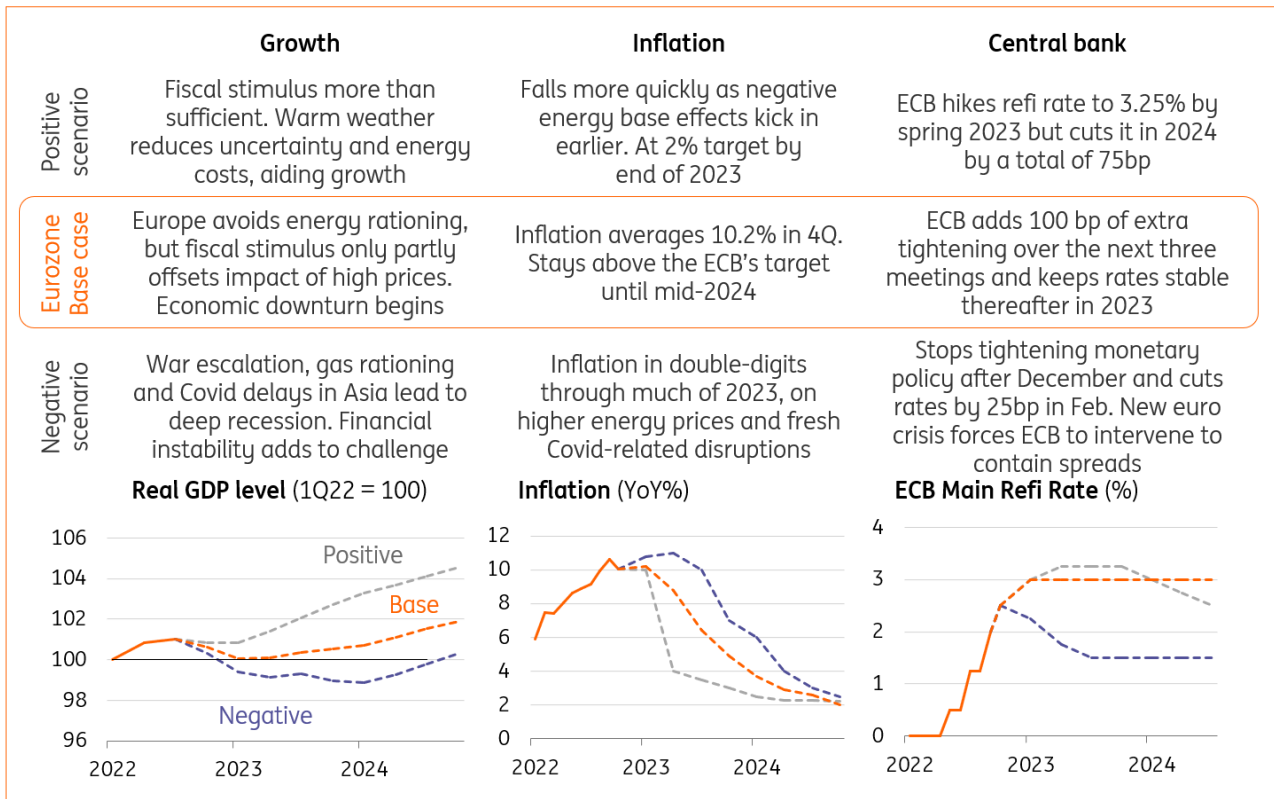 Growth
Inflation
Central bank
Positive
scenario
Fiscal stimulus more than
sufficient. Warm weather
reduces uncertainty and energy
costs, aiding growth
Falls more quickly as negative
energy base effects kick in
earlier. At 2% target by
end of 2023
ECB hikes refi rate to 3.25% by
spring 2023 but cuts it in 2024
by a total of 75bp
Eurozone
Base case
Europe avoids energy rationing,
but fiscal stimulus only partly
offsets impact of high prices.
Economic downturn begins
Inflation averages 10.2% in 4Q.
Stays above the ECB's target
until mid-2024
ECB adds 100 bp of extra
tightening over the next three
meetings and keeps rates stable
thereafter in 2023
Negative
scenario
War escalation, gas rationing
and Covid delays in Asia lead to
deep recession. Financial
instability adds to challenge
Inflation in double-digits
through much of 2023, on
higher energy prices and fresh
Covid-related disruptions
Stops tightening monetary
policy after December and cuts
rates by 25bp in Feb. New euro
crisis forces ECB to intervene to
contain spreads
Real GDP level (1Q22 = 100)
106
104
102
100
98
96
Positive
Base
Negative
2022 2023 2024
Inflation (YoY%)
12
10
8
6
4
2
0
2022 2023 2024
ECB Main Refi Rate (%)
4
3
2
1
0
2022 2023 2024